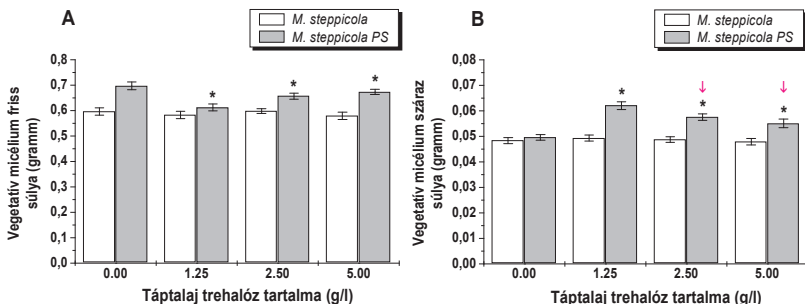 A
M. steppicola
M. steppicola PS
Vegetatív micélium friss
súlya (gramm)
0,8
0,7
0,6
0,5
0,4
0,3
0,2
0,1
0,0
* * *
0.00 1.25 2.50 5.00
Táptalaj trehalóz tartalma (g/l)
B
M. steppicola
M. steppicola PS
Vegetatív micélium száraz
súlya (gramm)
0,08
0,07
0,06
0,05
0,04
0,03
0,02
0,01
0,00
* ↓ ↓
* *
0.00 1.25 2.50 5.00
Táptalaj trehalóz tartalma (g/l)